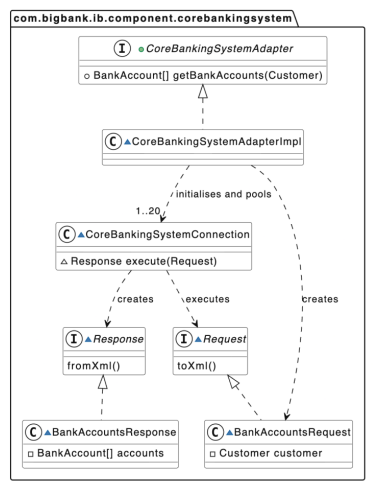 com.bigbank.ib.component.corebankingsystem
I CoreBankingSystemAdapter
BankAccount[] getBankAccounts(Customer)
C CoreBankingSystemAdapterImpl
initialises and pools
1..20
C CoreBankingSystemConnection
Response execute(Request)
creates
executes
creates
I Response
fromXml()
I Request
toXml()
C BankAccountsResponse
BankAccount[] accounts
C BankAccountsRequest
Customer customer